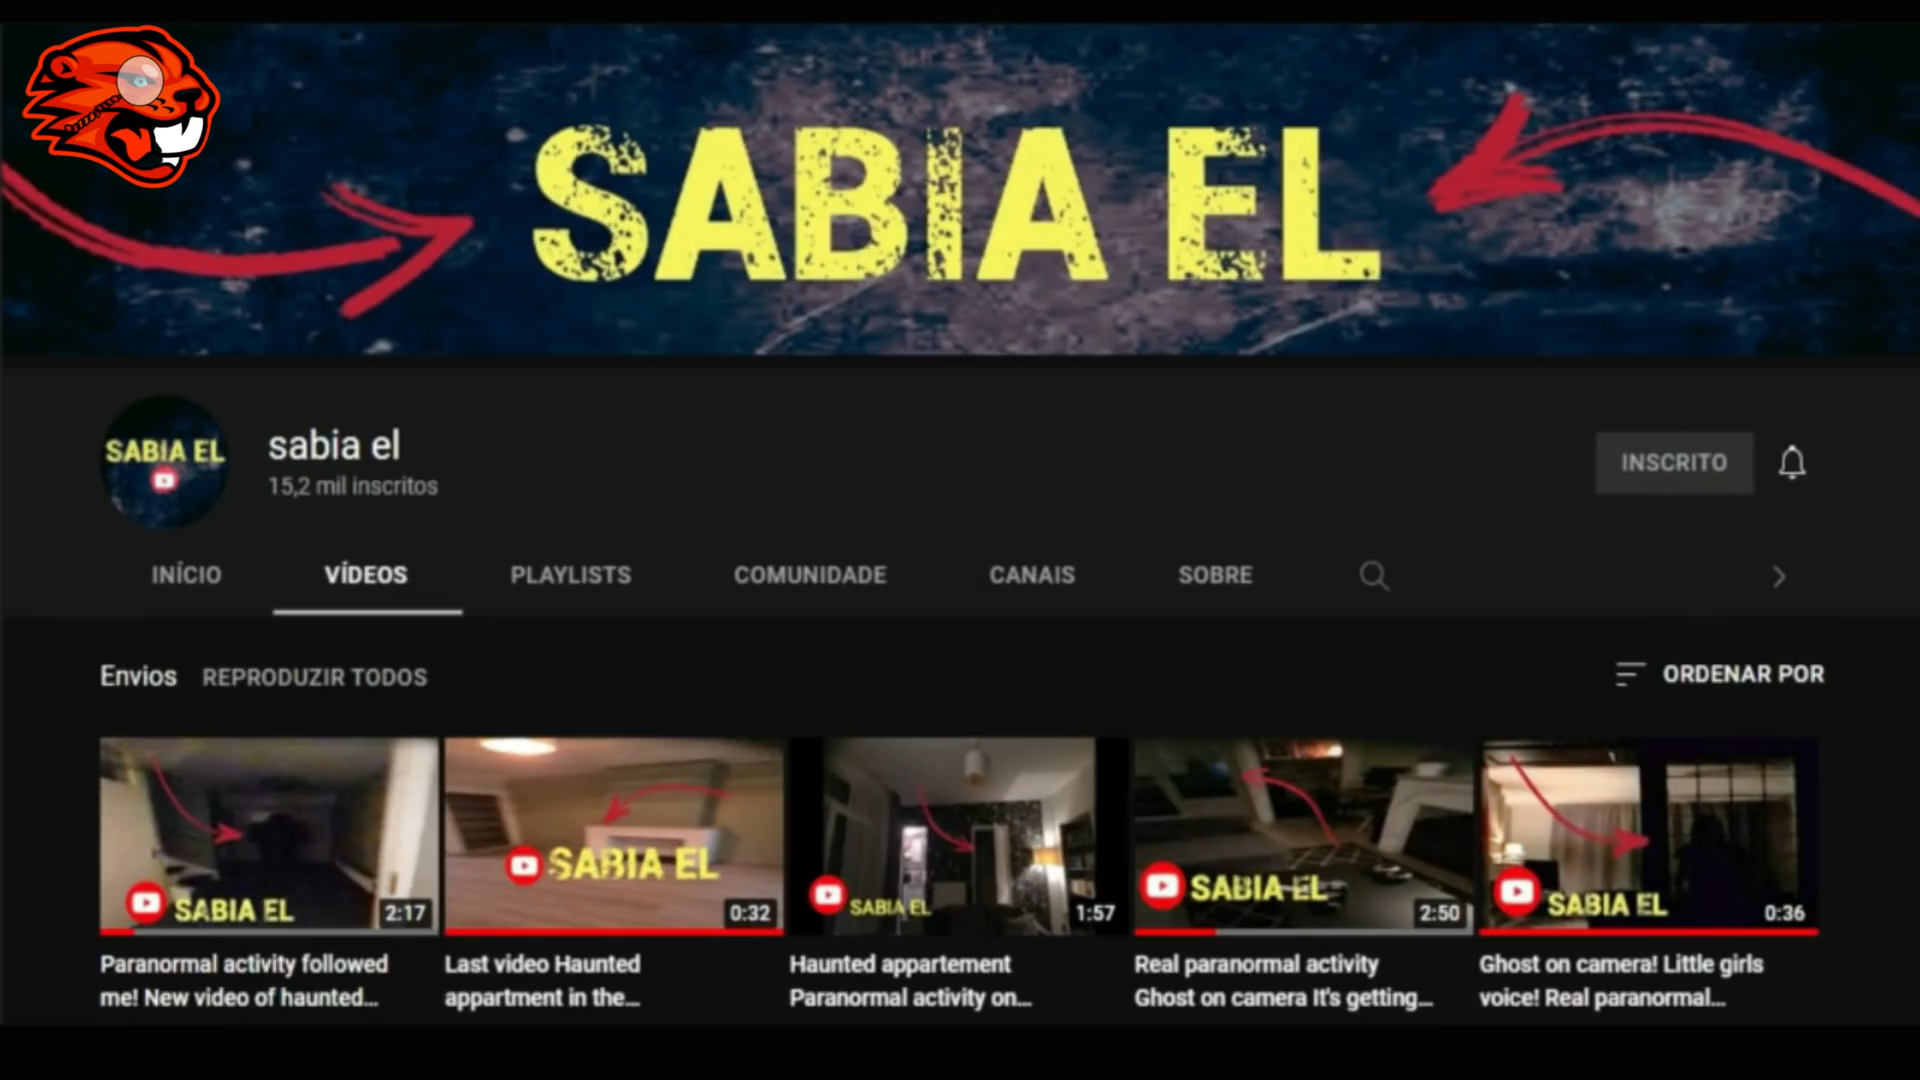 SABIA EL
SABIA EL
sabia el
15,2 mil inscritos
INSCRITO
INÍCIO
VÍDEOS
PLAYLISTS
COMUNIDADE
CANAIS
SOBRE
Envios
REPRODUZIR TODOS
ORDENAR POR
SABIA EL
2:17
SABIA EL
0:32
SABIA EL
1:57
SABIA EL
2:50
SABIA EL
0:36
Paranormal activity followed
me! New video of haunted...
Last video Haunted
appartment in the...
Haunted appartement
Paranormal activity on...
Real paranormal activity
Ghost on camera It's getting...
Ghost on camera! Little girls
voice! Real paranormal...